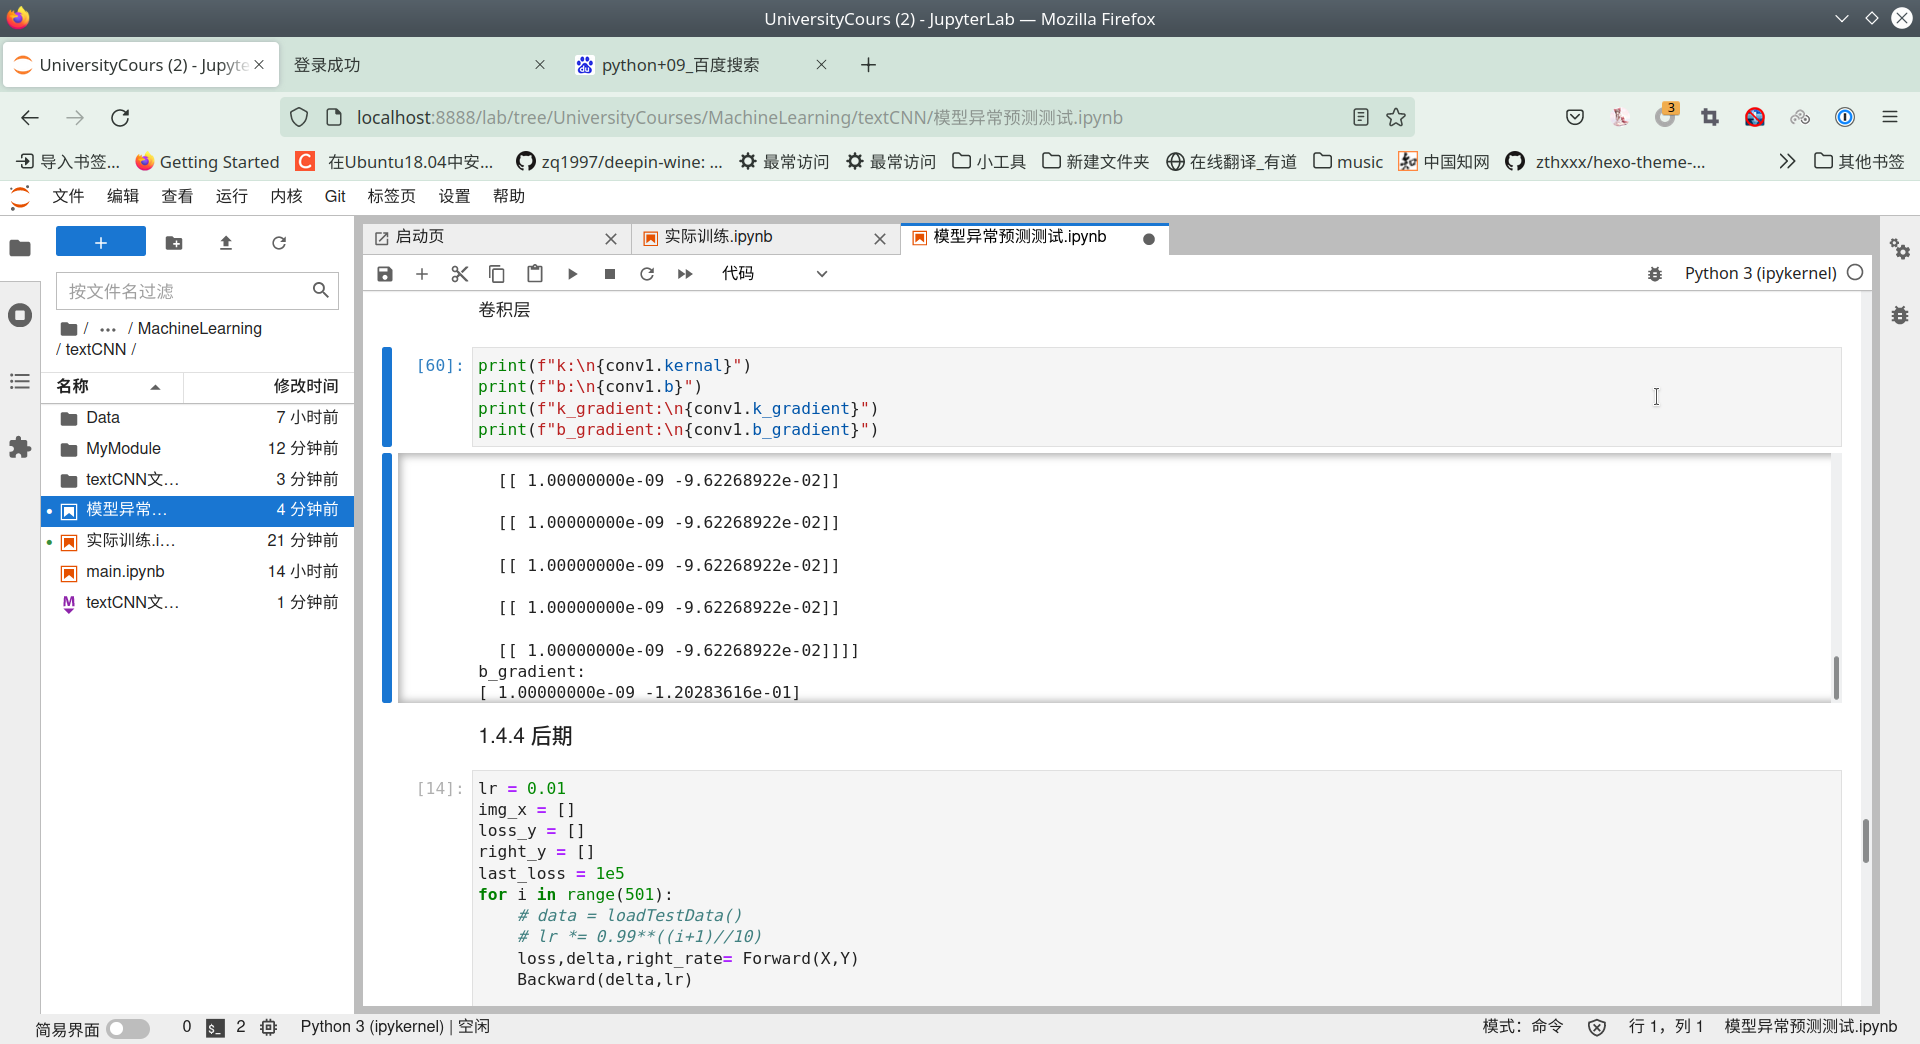 UniversityCours (2) - JupyterLab — Mozilla Firefox
UniversityCours (2) - Jupyte
登录成功
python+09_百度搜索
localhost:8888/lab/tree/UniversityCourses/MachineLearning/textCNN/模型异常预测测试.ipynb
3
导入书签...
Getting Started
C 在Ubuntu18.04中安...
zq1997/deepin-wine: ...
最常访问
最常访问
小工具
新建文件夹
在线翻译_有道
music
中国知网
zthxxx/hexo-theme-...
其他书签
文件 编辑 查看 运行 内核 Git 标签页 设置 帮助
启动页
实际训练.ipynb
模型异常预测测试.ipynb
代码
Python 3 (ipykernel)
按文件名过滤
/ ... / MachineLearning
/ textCNN /
名称 修改时间
Data 7 小时前
MyModule 12 分钟前
textCNN文... 3 分钟前
模型异常... 4 分钟前
实际训练.i... 21 分钟前
main.ipynb 14 小时前
M textCNN文... 1 分钟前
卷积层
[60]: print(f"k:\n{conv1.kernal}")
print(f"b:\n{conv1.b}")
print(f"k_gradient:\n{conv1.k_gradient}")
print(f"b_gradient:\n{conv1.b_gradient}")
[[ 1.00000000e-09 -9.62268922e-02]]
[[ 1.00000000e-09 -9.62268922e-02]]
[[ 1.00000000e-09 -9.62268922e-02]]
[[ 1.00000000e-09 -9.62268922e-02]]
[[ 1.00000000e-09 -9.62268922e-02]]]]
b_gradient:
[ 1.00000000e-09 -1.20283616e-01]
1.4.4 后期
[14]: lr = 0.01
img_x = []
loss_y = []
right_y = []
last_loss = 1e5
for i in range(501):
# data = loadTestData()
# lr *= 0.99**((i+1)//10)
loss,delta,right_rate= Forward(X,Y)
Backward(delta,lr)
简易界面 0 $_ 2 Python 3 (ipykernel) | 空闲
模式: 命令 行 1, 列 1 模型异常预测测试.ipynb